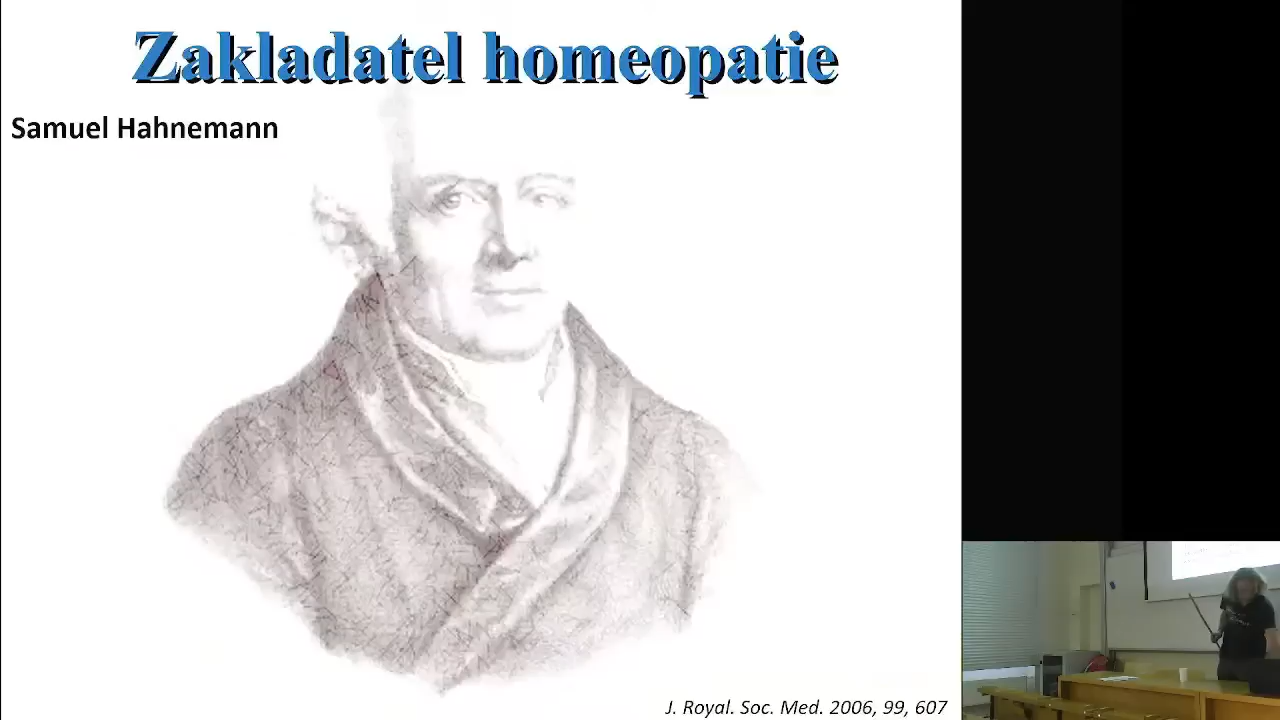 Zakladatel homeopatie
Samuel Hahnemann
J. Royal. Soc. Med. 2006, 99, 607